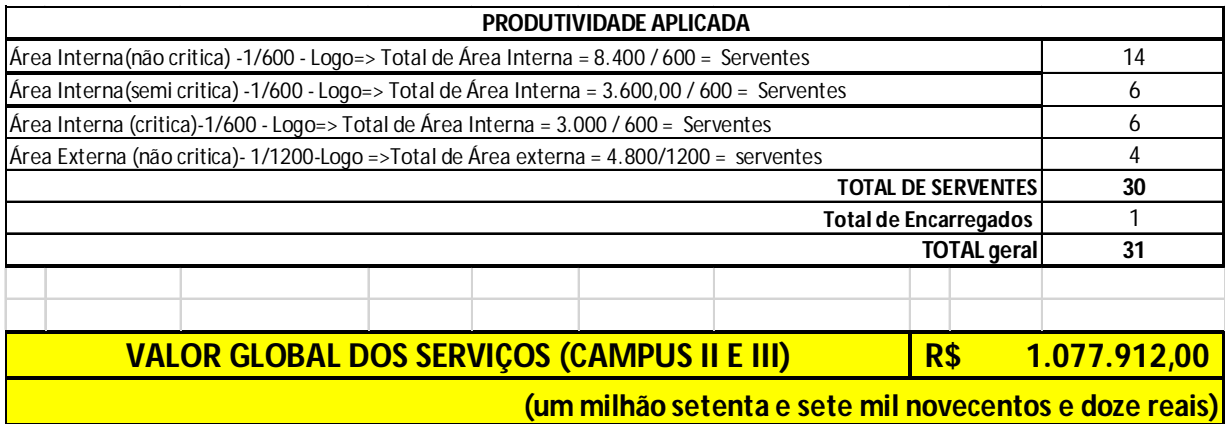 PRODUTIVIDADE APLICADA
Área Interna(não critica) -1/600 - Logo=> Total de Área Interna = 8.400 / 600 = Serventes 14
Área Interna(semi critica) -1/600 - Logo=> Total de Área Interna = 3.600,00 / 600 = Serventes 6
Área Interna (critica)-1/600 - Logo=> Total de Área Interna = 3.000 / 600 = Serventes 6
Área Externa (não critica)- 1/1200-Logo =>Total de Área externa = 4.800/1200 = serventes 4
TOTAL DE SERVENTES 30
Total de Encarregados 1
TOTAL geral 31
VALOR GLOBAL DOS SERVIÇOS (CAMPUS II E III) R$ 1.077.912,00
(um milhão setenta e sete mil novecentos e doze reais)